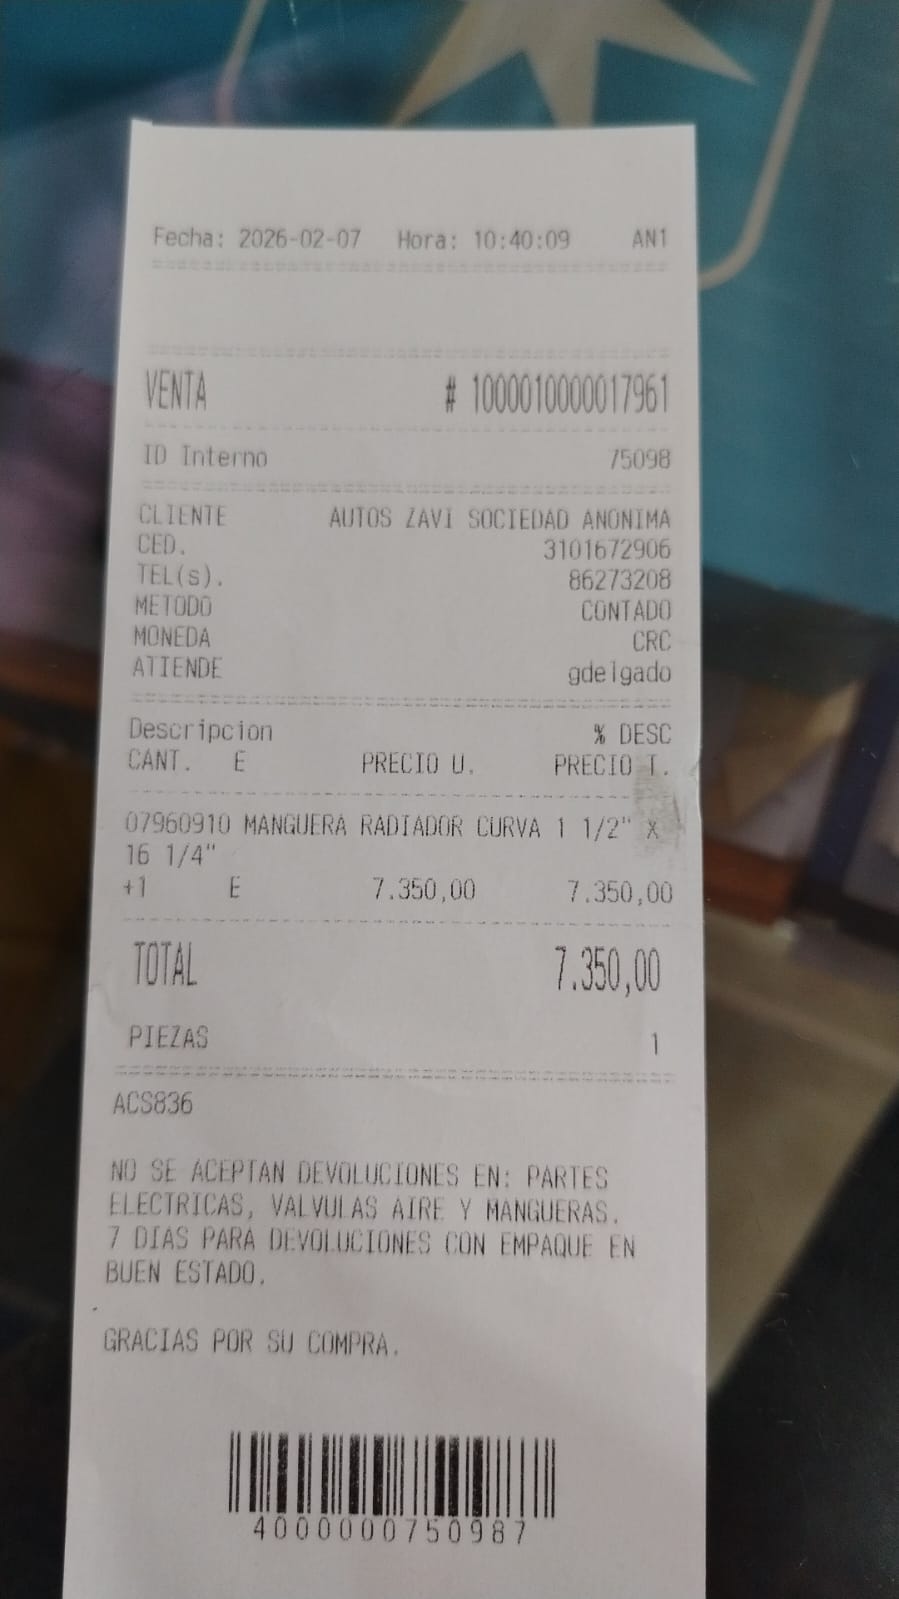 Fecha: 2026-02-07 Hora: 10:40:09 AN1
VENTA # 1000010000017961
ID Interno 75098
CLIENTE AUTOS ZAVI SOCIEDAD ANONIMA
CED. 3101672906
TEL(s). 86273208
METODO CONTADO
MONEDA CRC
ATIENDE gdelgado
Descripcion % DESC
CANT. E PRECIO U. PRECIO T.
07960910 MANGUERA RADIADOR CURVA 1 1/2" X
16 1/4"
+1 E 7.350,00 7.350,00
TOTAL 7.350,00
PIEZAS 1
ACS836
NO SE ACEPTAN DEVOLUCIONES EN: PARTES
ELECTRICAS, VALVULAS AIRE Y MANGUERAS.
7 DIAS PARA DEVOLUCIONES CON EMPAQUE EN
BUEN ESTADO.
GRACIAS POR SU COMPRA.
4000000750987